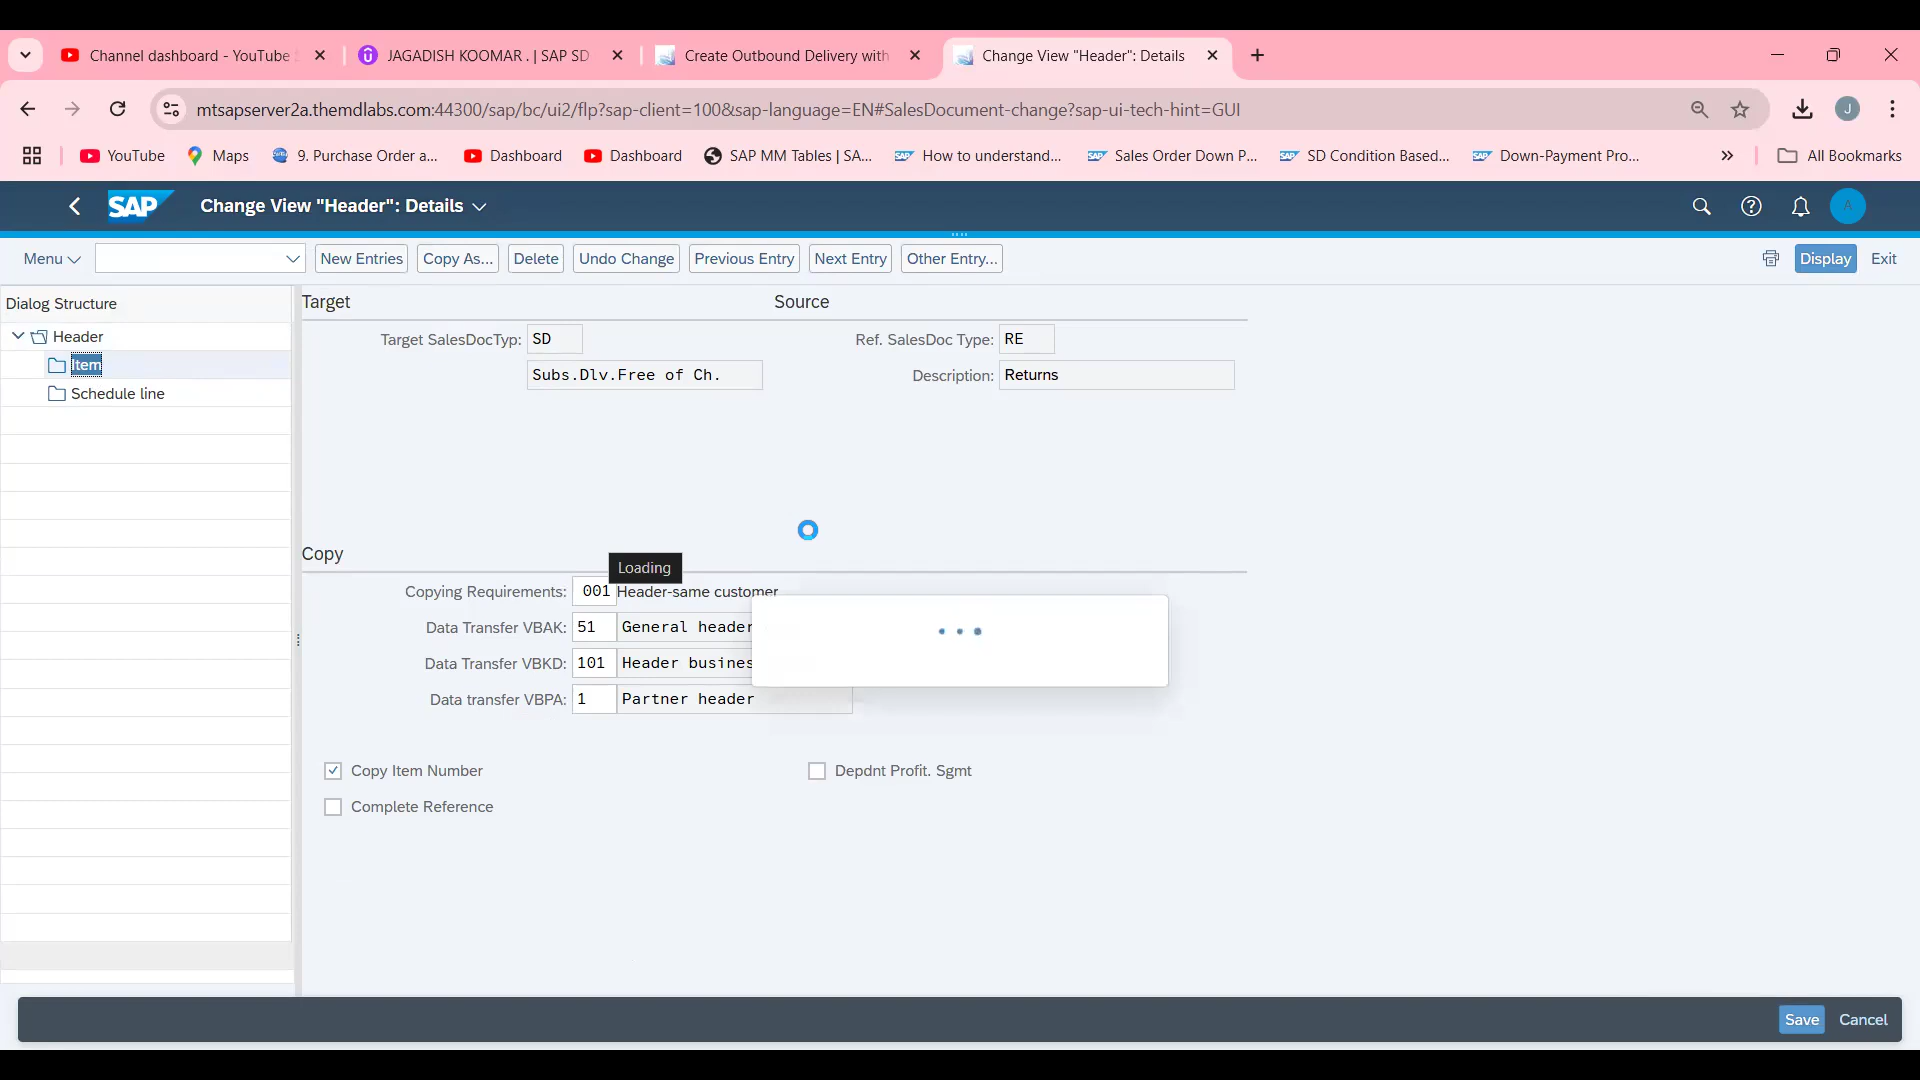 Channel dashboard - YouTube
JAGADISH KOOMAR . | SAP SD
Create Outbound Delivery with
Change View "Header": Details
mtsapserver2a.themdlabs.com:44300/sap/bc/ui2/flp?sap-client=100&sap-language=EN#SalesDocument-change?sap-ui-tech-hint=GUI
J
YouTube
Maps
9. Purchase Order a...
Dashboard
Dashboard
SAP MM Tables | SA...
How to understand...
Sales Order Down P...
SD Condition Based...
Down-Payment Pro...
All Bookmarks
SAP
Change View "Header": Details
A
Menu
New Entries
Copy As...
Delete
Undo Change
Previous Entry
Next Entry
Other Entry...
Display
Exit
Dialog Structure
Header
Item
Schedule line
Target
Source
Target SalesDocTyp: SD
Ref. SalesDoc Type: RE
Subs.Dlv.Free of Ch.
Description: Returns
Copy
Loading
Copying Requirements: 001 Header-same customer
Data Transfer VBAK: 51 General header
Data Transfer VBKD: 101 Header busines
Data transfer VBPA: 1 Partner header
Copy Item Number
Depdnt Profit. Sgmt
Complete Reference
Save
Cancel